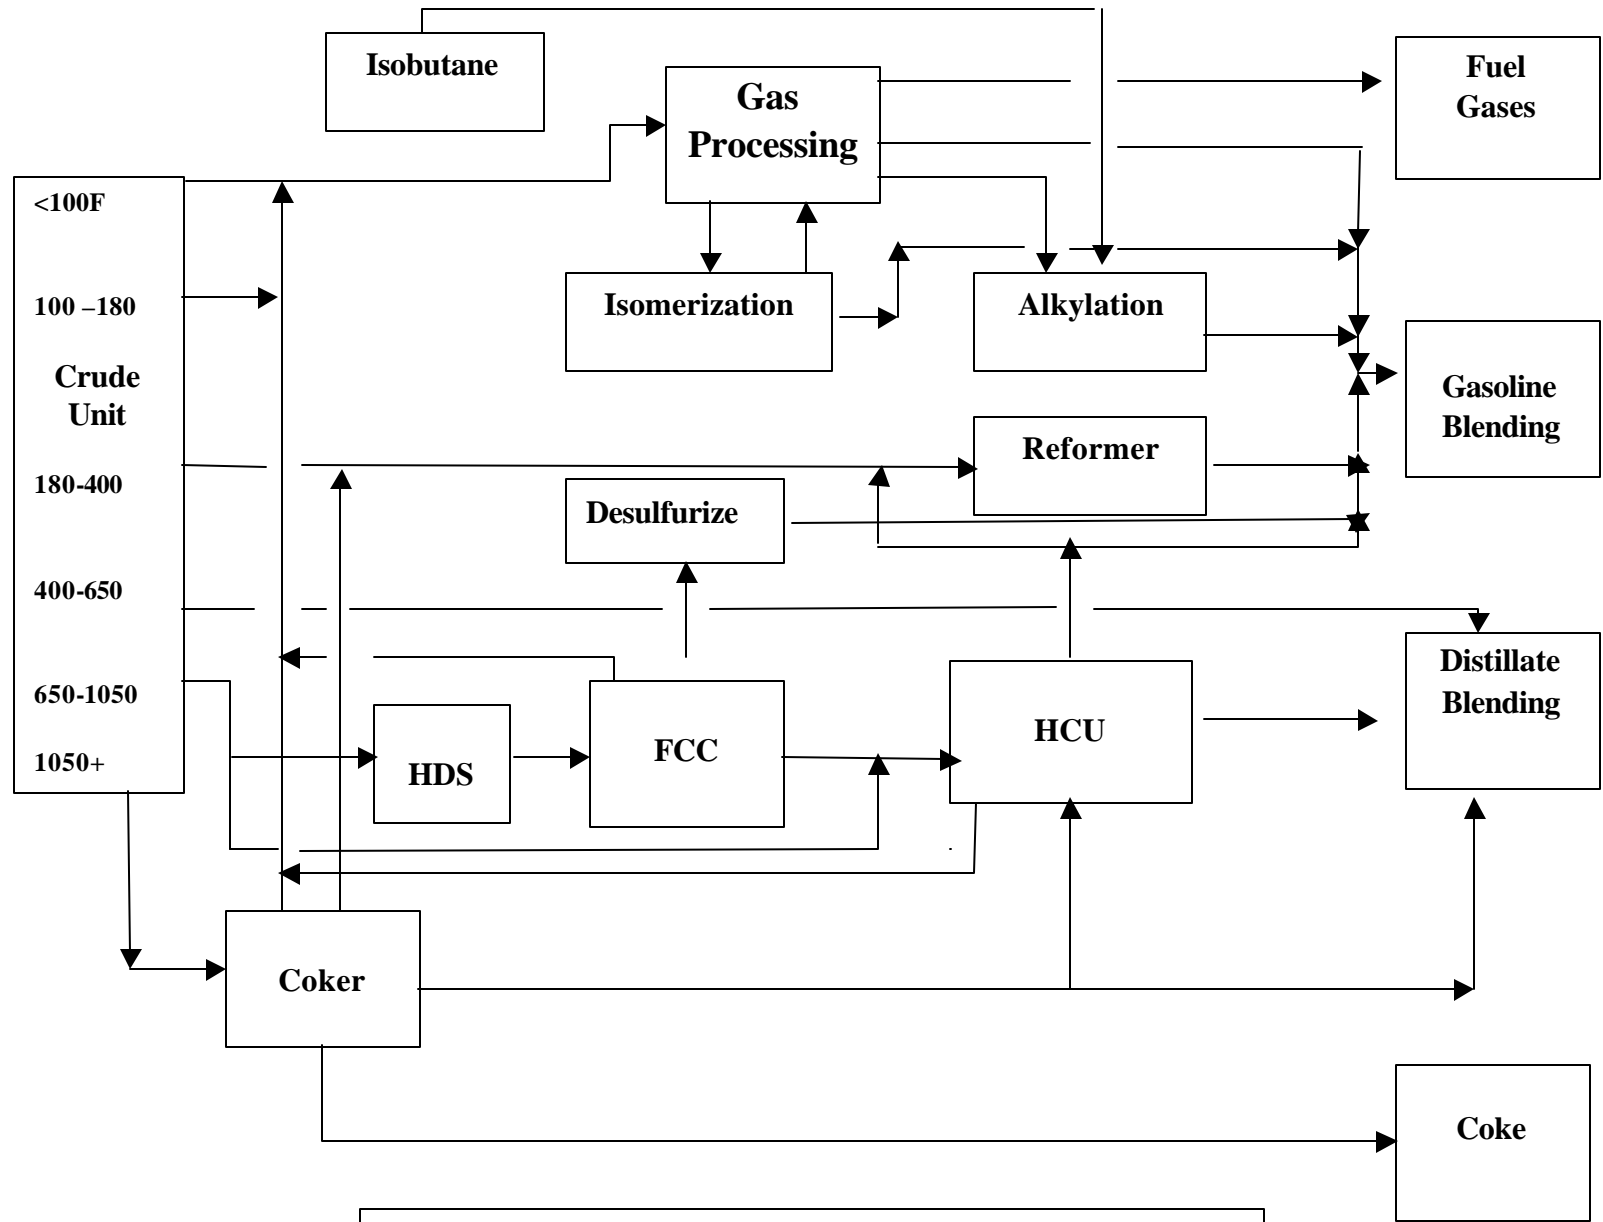 Isobutane
Gas
Processing
Fuel
Gases
<100F
100 –180
Crude
Unit
180-400
400-650
650-1050
1050+
Isomerization
Alkylation
Gasoline
Blending
Reformer
Desulfurize
Distillate
Blending
HDS
FCC
HCU
Coker
Coke